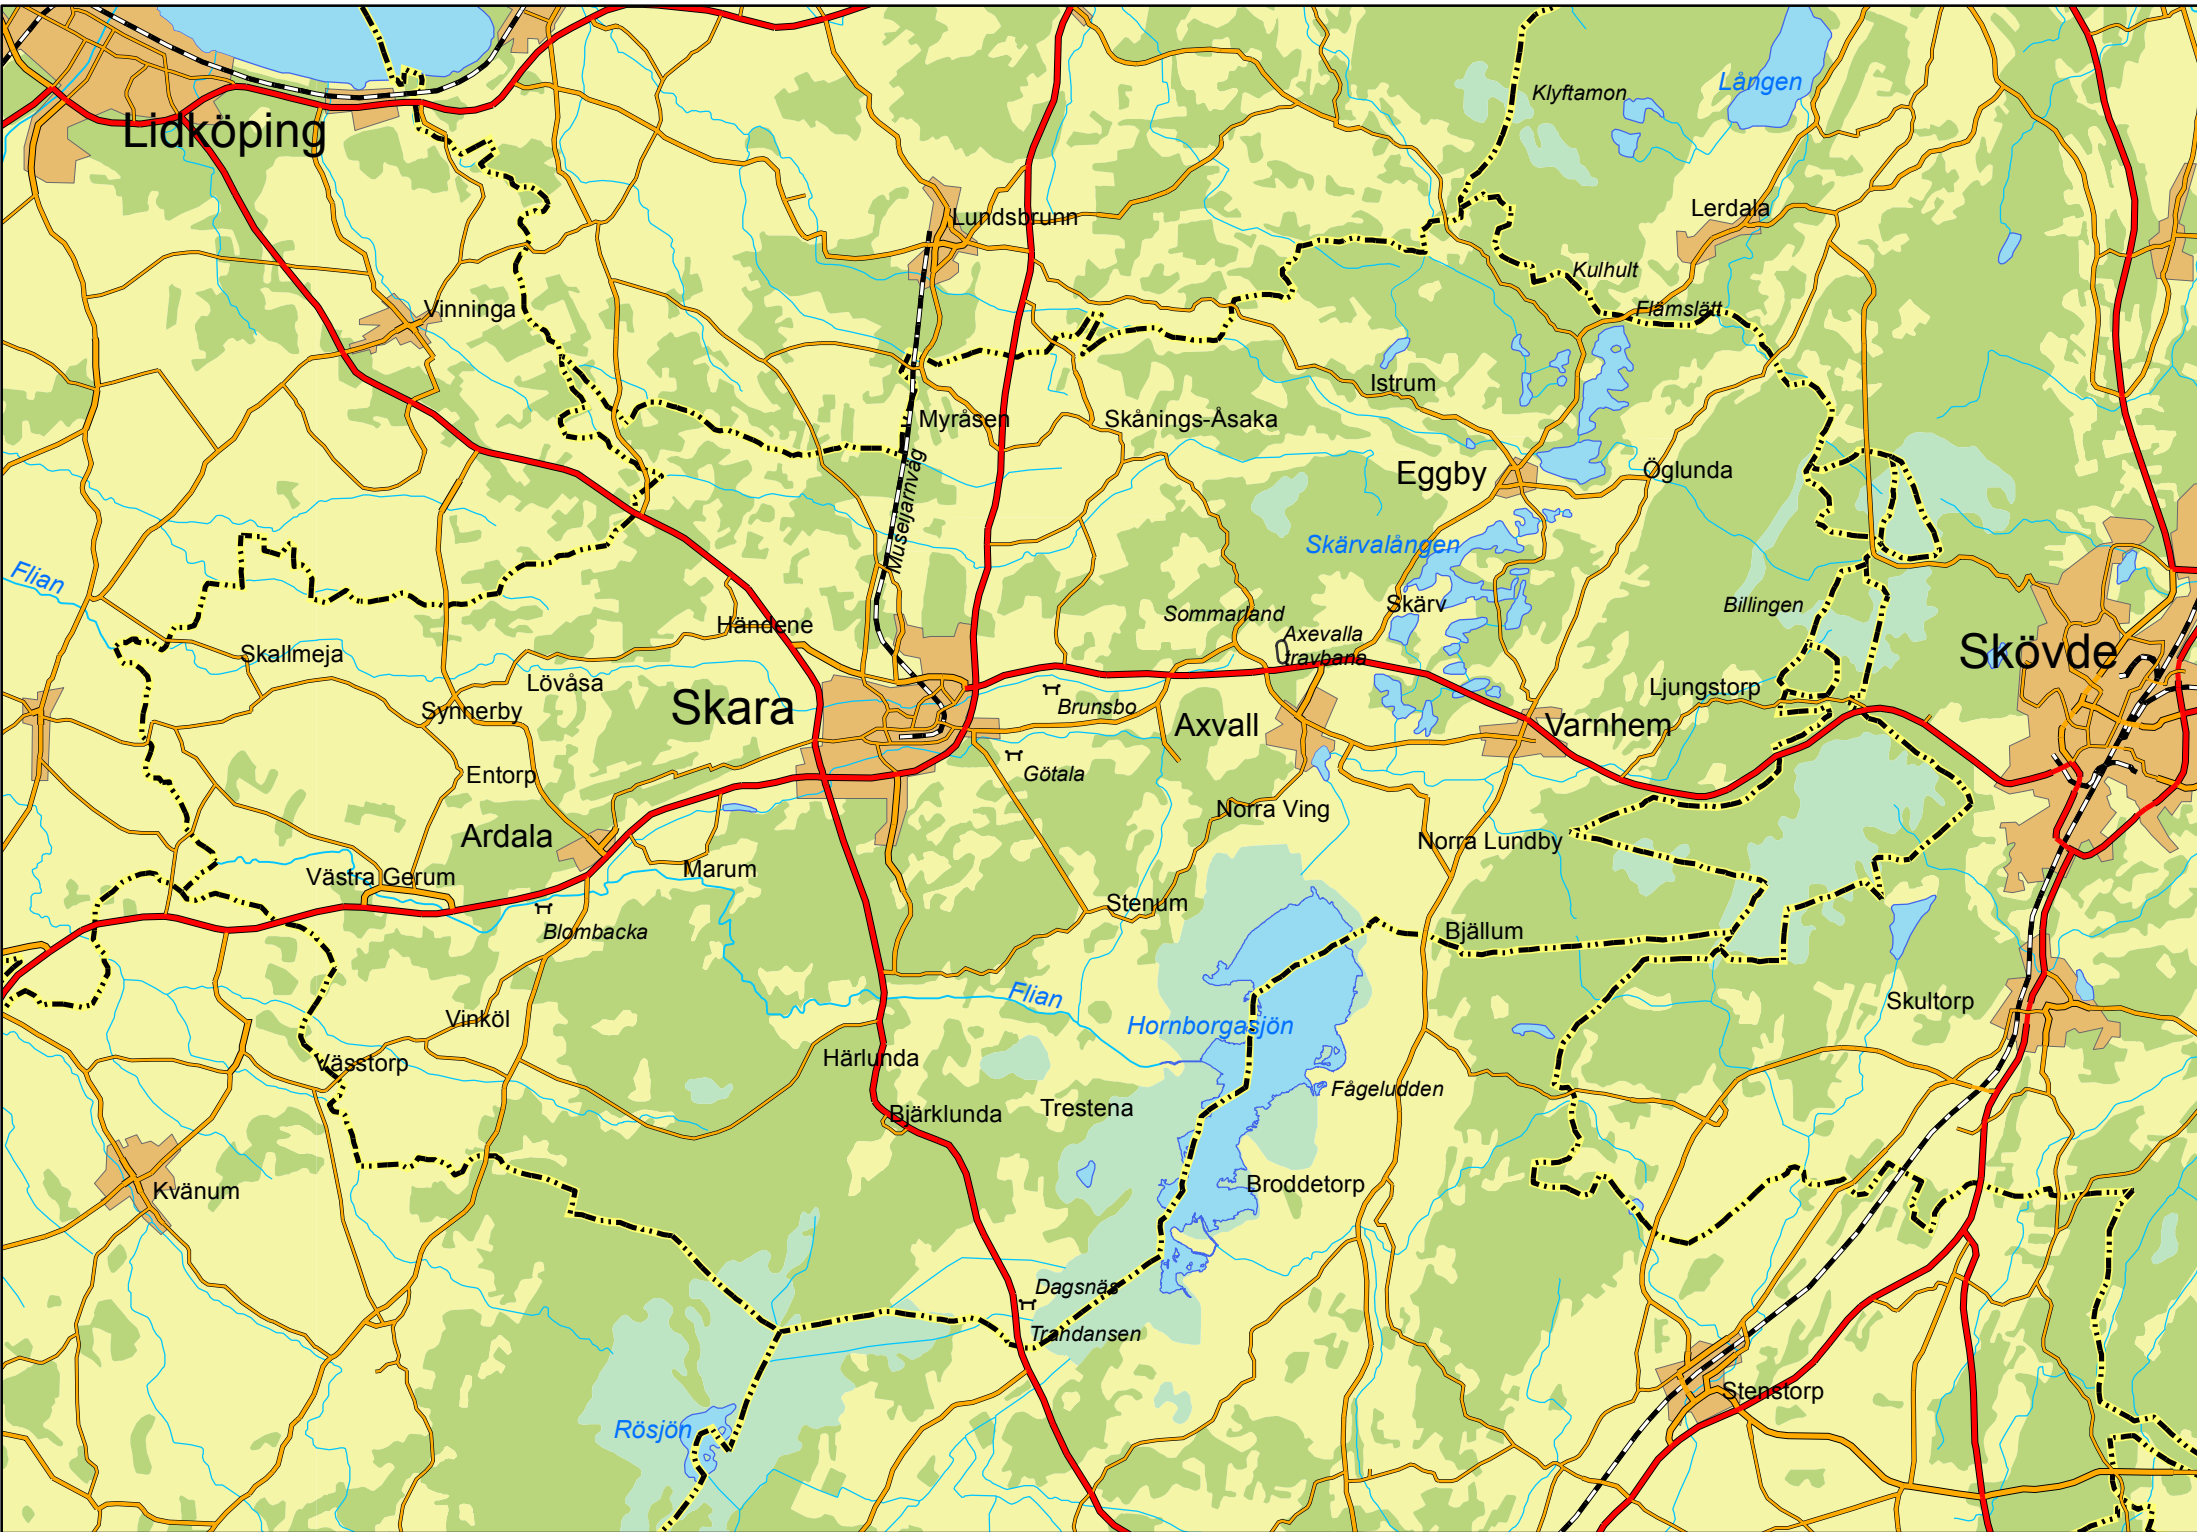 Lången
Klyftamon
Lidköping
Lundsbrunn
Lerdala
Kulhult
Vinninga
Flämslätt
Istrum
Myråsen
Skånings-Åsaka
Eggby
Öglunda
Museijärnväg
Skärvalången
Flian
Skärv
Billingen
Sommarland
Händene
Axevalla
travbana
Skallmeja
Skövde
Lövåsa
Ljungstorp
Synnerby
Skara
Brunsbo
Axvall
Varnhem
Entorp
Götala
Norra Ving
Ardala
Norra Lundby
Marum
Västra Gerum
Stenum
Blombacka
Bjällum
Flian
Skultorp
Vinköl
Hornborgasjön
Härlunda
Vässtorp
Fågeludden
Bjärklunda
Trestena
Kvänum
Broddetorp
Dagsnäs
Trandansen
Stenstorp
Rösjön